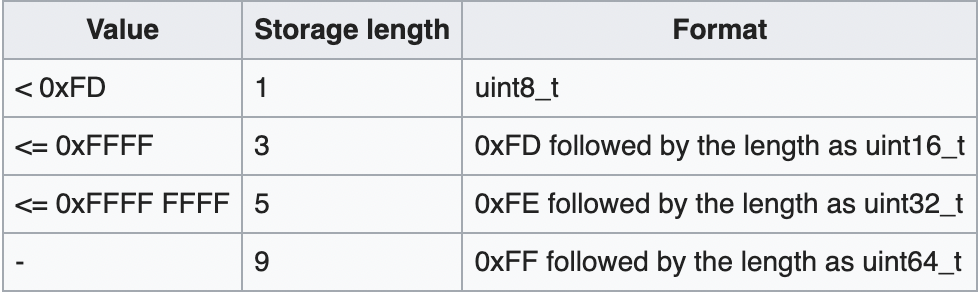 Value Storage length Format
< 0xFD 1 uint8_t
<= 0xFFFF 3 0xFD followed by the length as uint16_t
<= 0xFFFF FFFF 5 0xFE followed by the length as uint32_t
- 9 0xFF followed by the length as uint64_t